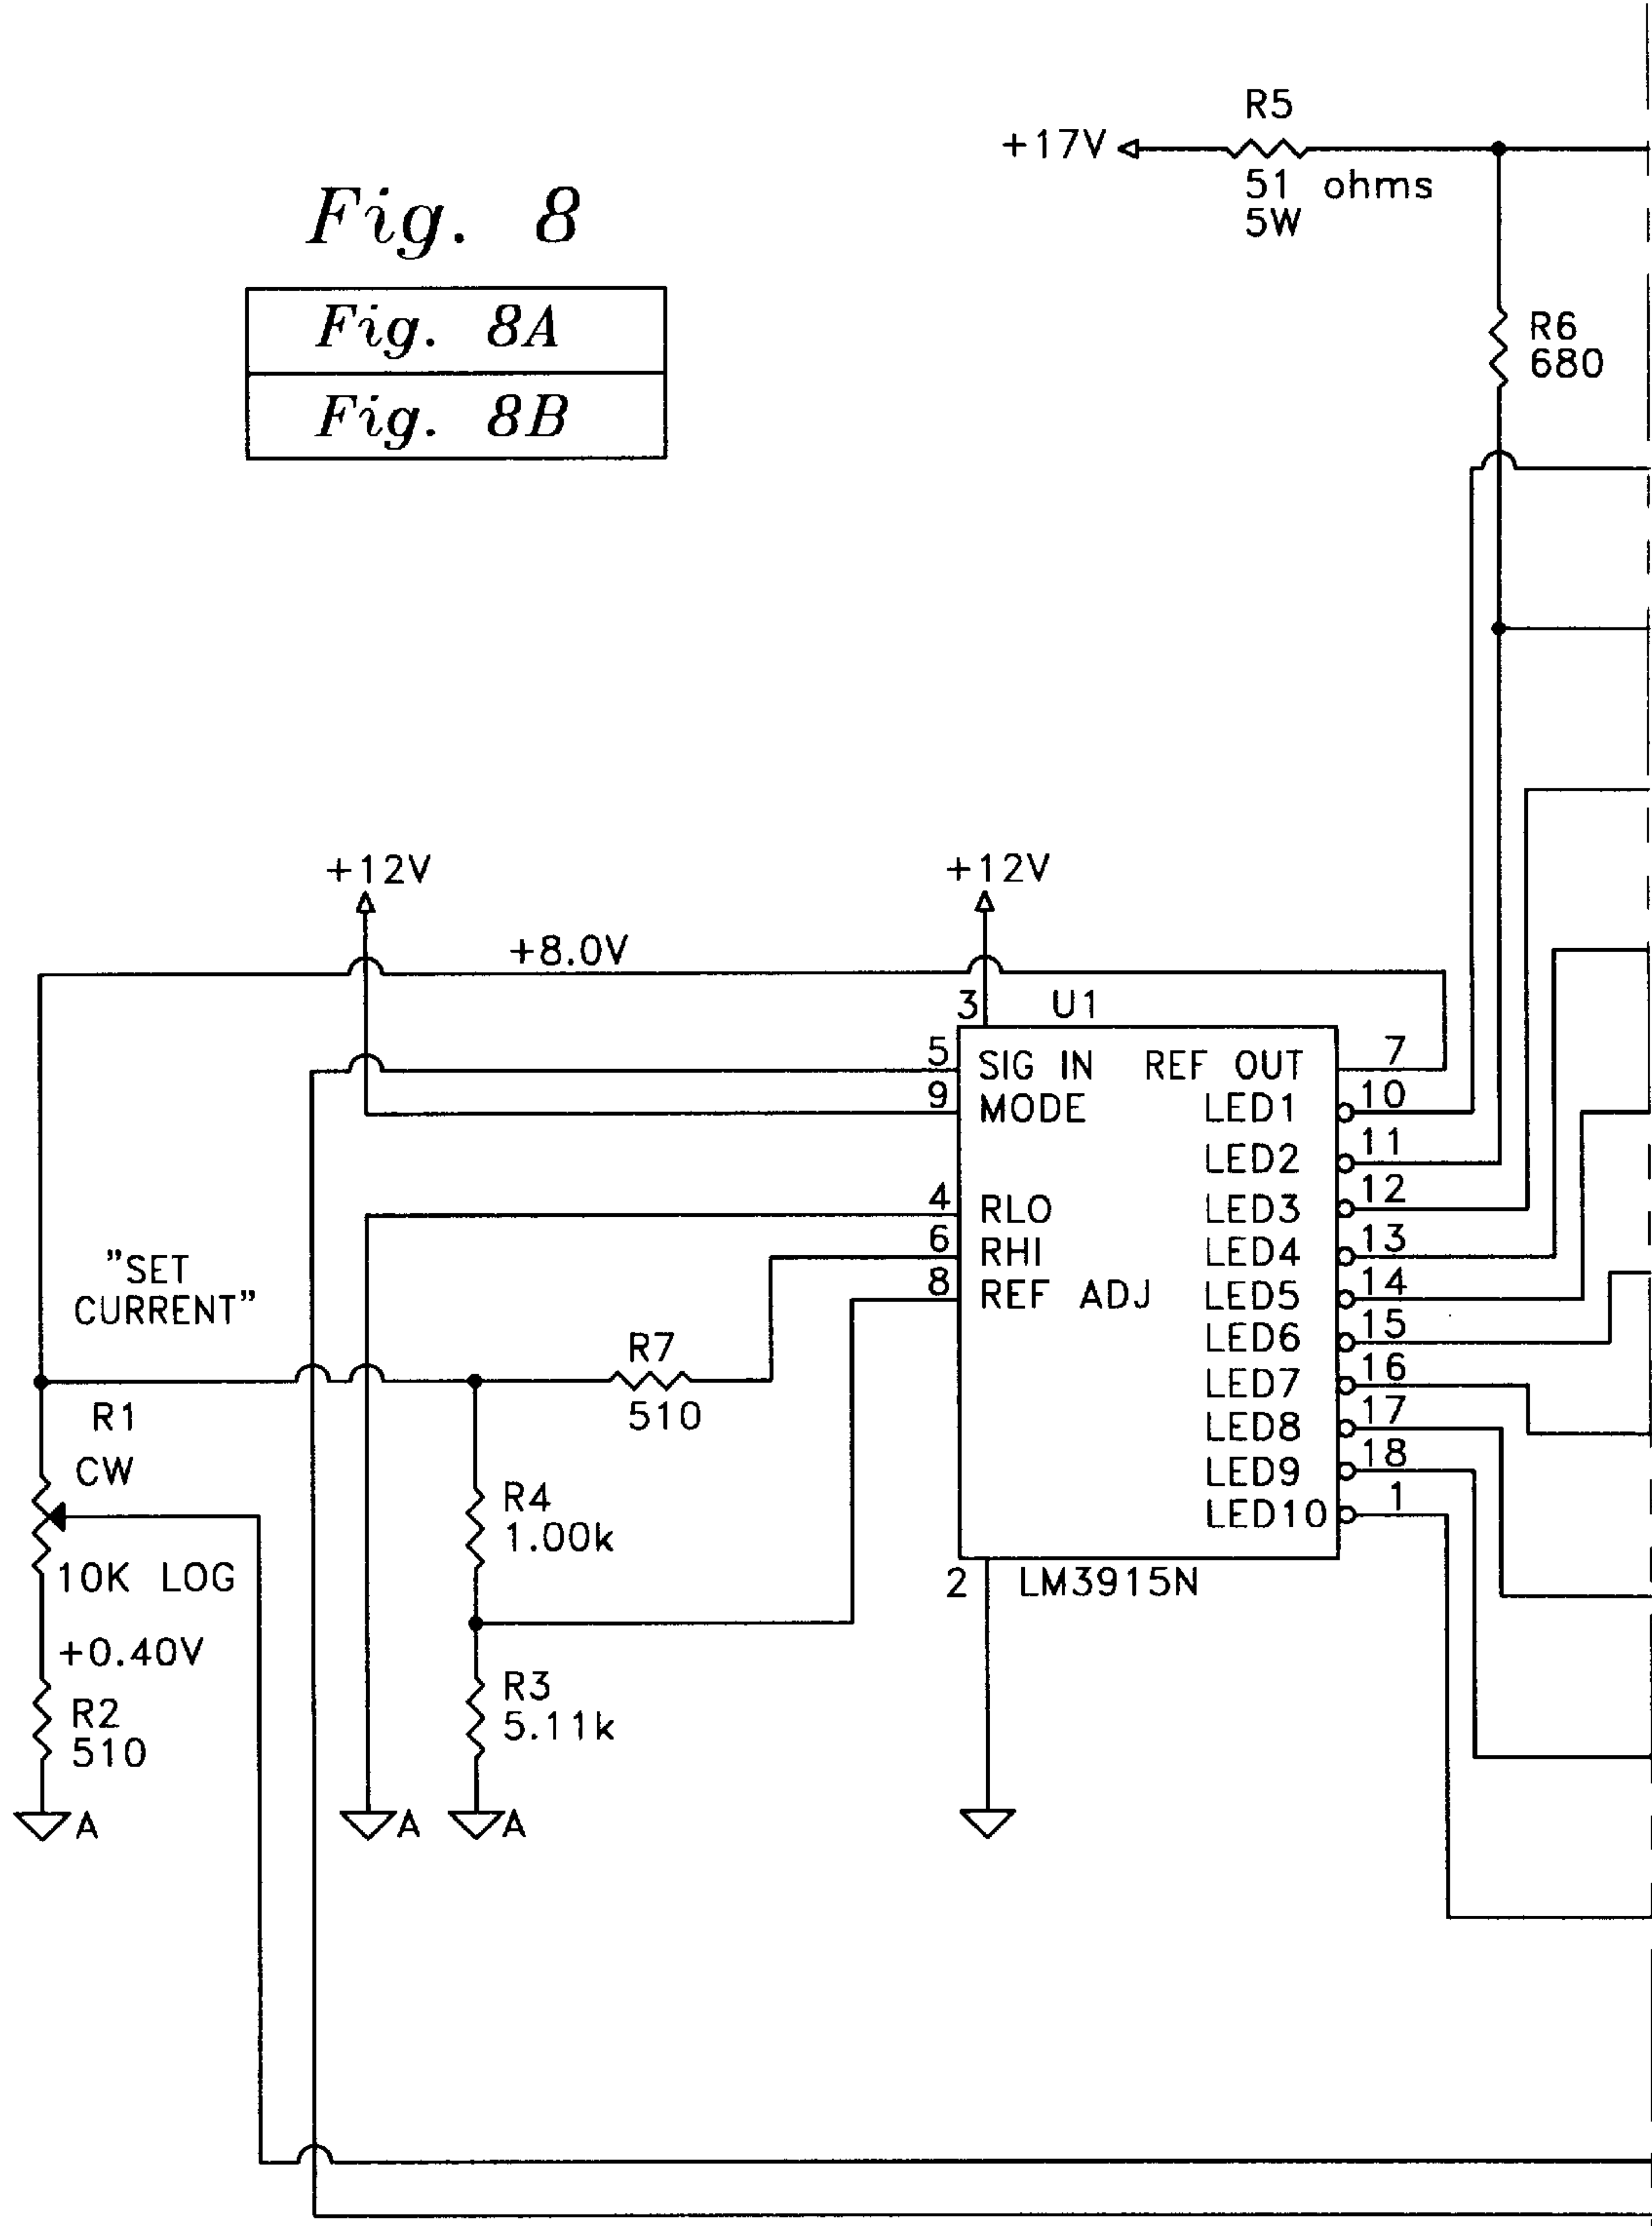 R5
+17V
51 ohms
5W
Fig. 8
Fig. 8A
Fig. 8B
R6
680
+12V
+12V
+8.0V
3
U1
5
SIG IN
REF OUT
7
9
MODE
LED1
10
LED2
11
4
RLO
LED3
12
6
RHI
LED4
13
8
REF ADJ
LED5
14
LED6
15
LED7
16
LED8
17
LED9
18
LED10
1
2
LM3915N
"SET
CURRENT"
R7
510
R1
CW
10K LOG
R4
1.00k
+0.40V
R2
510
R3
5.11k
A
A
A